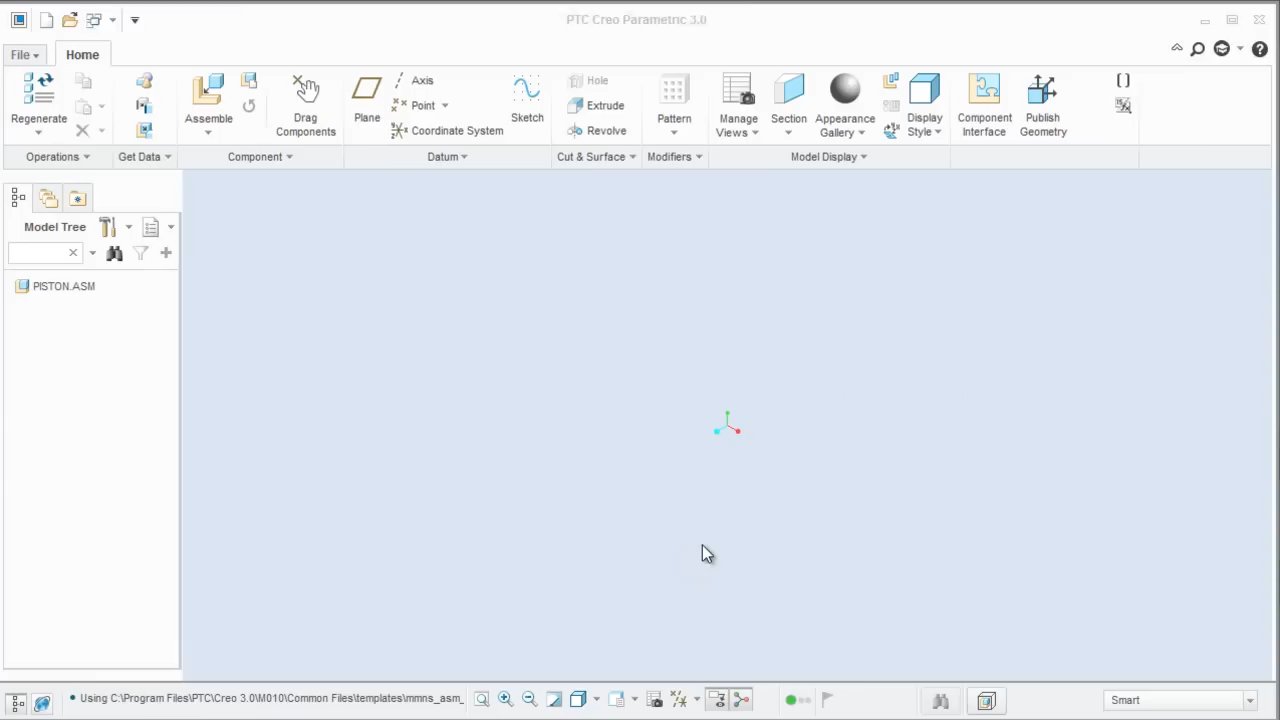 PTC Creo Parametric 3.0
File
Home
Regenerate
Assemble
Drag
Components
Plane
Axis
Point
Coordinate System
Sketch
Hole
Extrude
Revolve
Pattern
Manage
Views
Section
Appearance
Gallery
Display
Style
Component
Interface
Publish
Geometry
Operations
Get Data
Component
Datum
Cut & Surface
Modifiers
Model Display
Model Tree
PISTON.ASM
Using C:\Program Files\PTC\Creo 3.0\M010\Common Files\templates\mmns_asm_
Smart